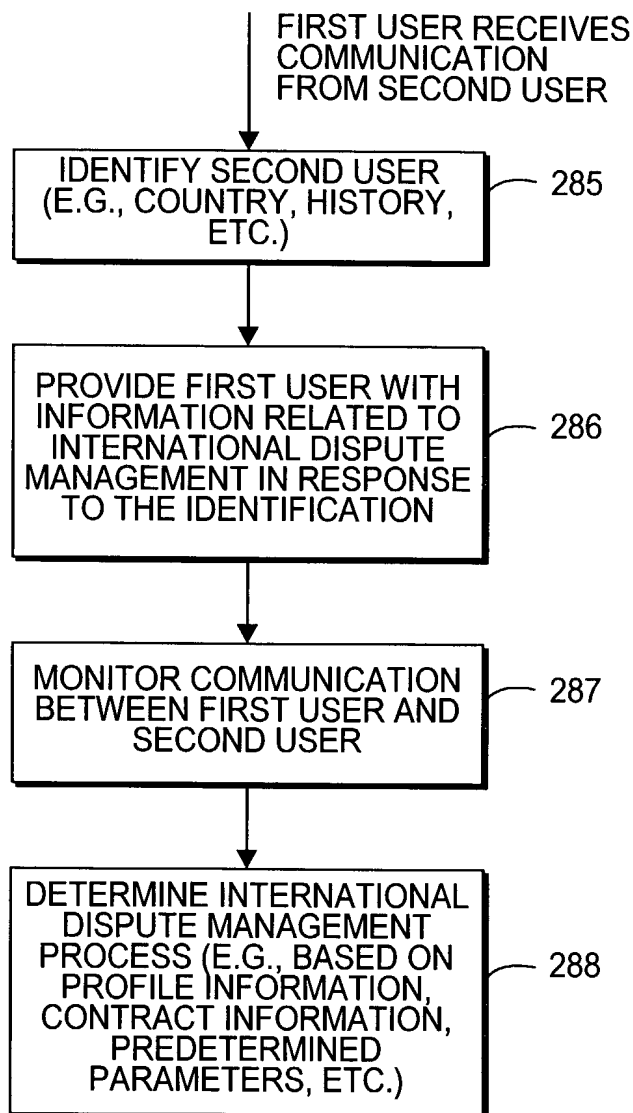 FIRST USER RECEIVES
COMMUNICATION
FROM SECOND USER
IDENTIFY SECOND USER
(E.G., COUNTRY, HISTORY,
ETC.)
285
PROVIDE FIRST USER WITH
INFORMATION RELATED TO
INTERNATIONAL DISPUTE
MANAGEMENT IN RESPONSE
TO THE IDENTIFICATION
286
MONITOR COMMUNICATION
BETWEEN FIRST USER AND
SECOND USER
287
DETERMINE INTERNATIONAL
DISPUTE MANAGEMENT
PROCESS (E.G., BASED ON
PROFILE INFORMATION,
CONTRACT INFORMATION,
PREDETERMINED
PARAMETERS, ETC.)
288